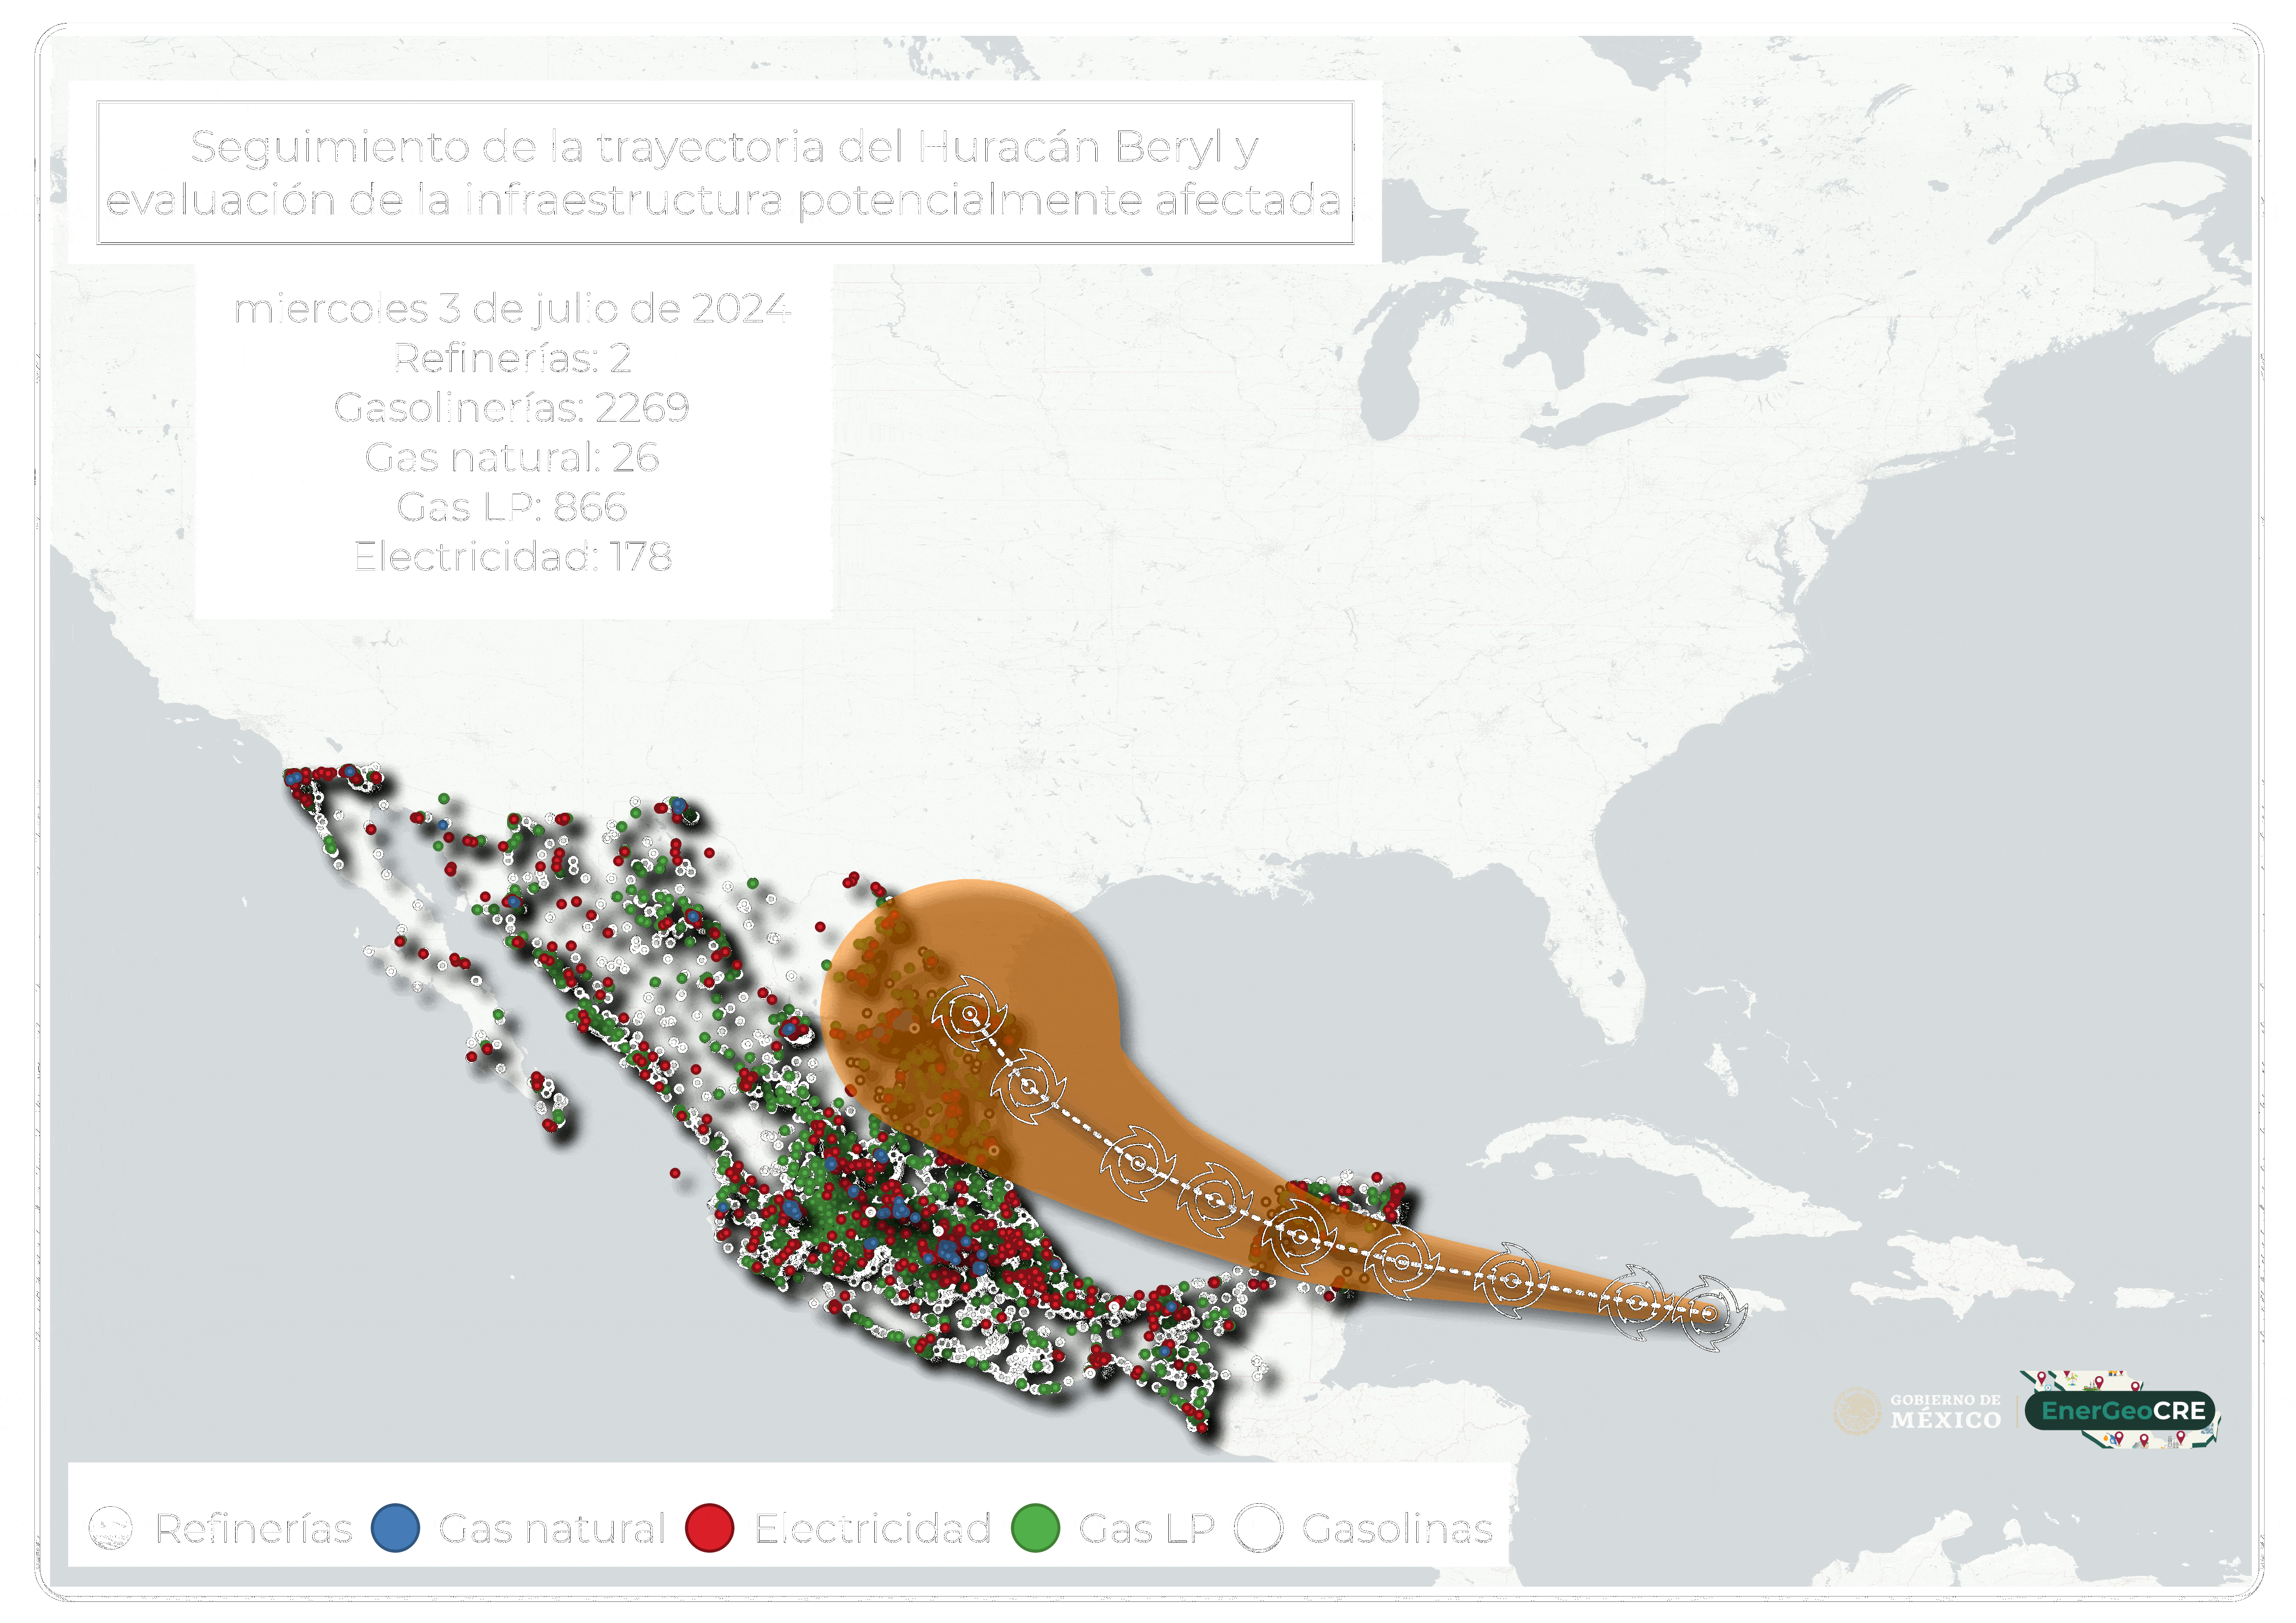 Seguimiento de la trayectoria del Huracán Beryl y
evaluación de la infraestructura potencialmente afectada
miercoles 3 de julio de 2024
Refinerías: 2
Gasolinerías: 2269
Gas natural: 26
Gas LP: 866
Electricidad: 178
GOBIERNO DE
MÉXICO
EnerGeoCRE
Refinerías Gas natural Electricidad Gas LP Gasolinas